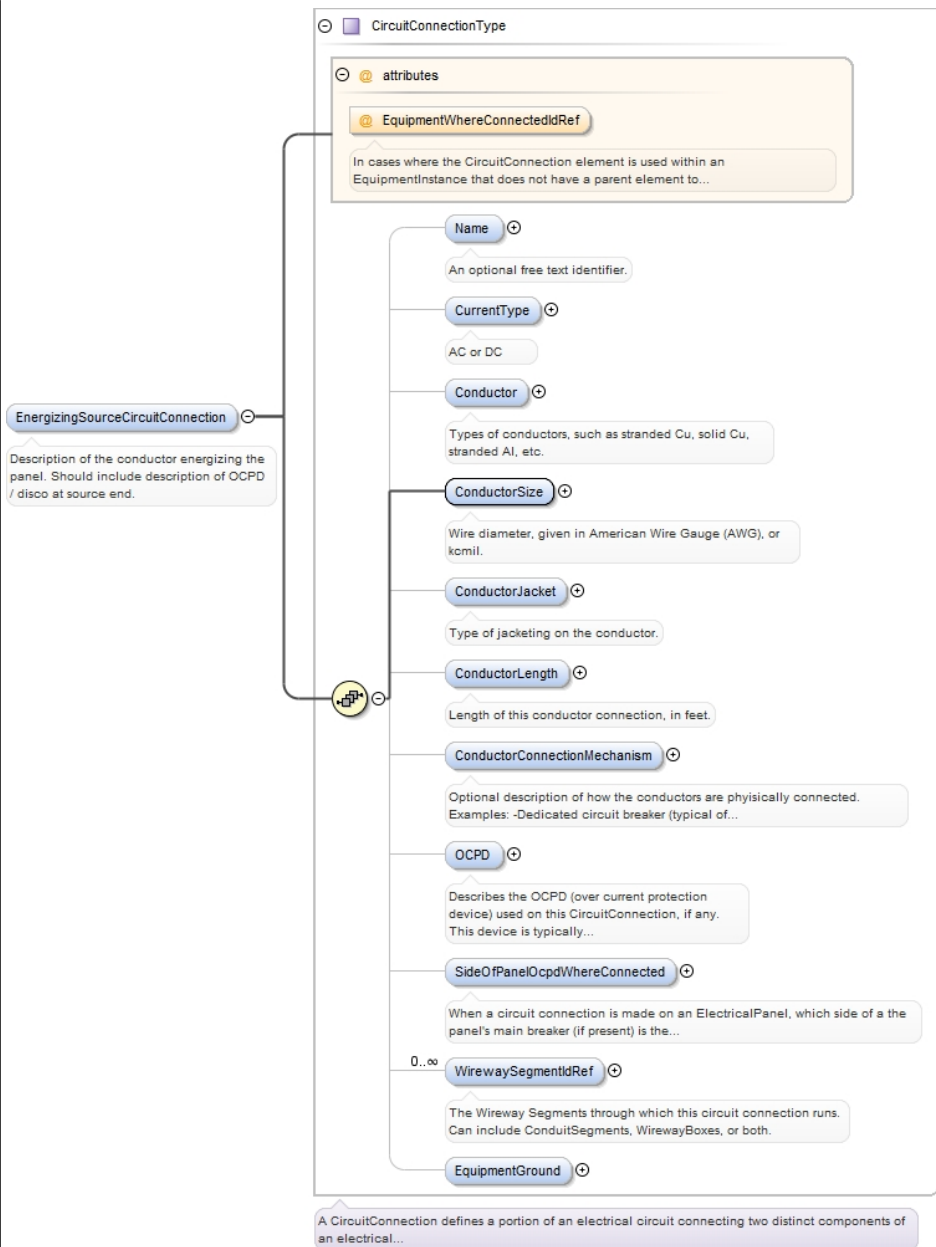 CircuitConnectionType
@ attributes
@ EquipmentWhereConnectedIdRef
In cases where the CircuitConnection element is used within an
EquipmentInstance that does not have a parent element to...
Name
An optional free text identifier.
CurrentType
AC or DC
Conductor
Types of conductors, such as stranded Cu, solid Cu,
stranded Al, etc.
EnergizingSourceCircuitConnection
Description of the conductor energizing the
panel. Should include description of OCPD
/ disco at source end.
ConductorSize
Wire diameter, given in American Wire Gauge (AWG), or
kcmil.
ConductorJacket
Type of jacketing on the conductor.
ConductorLength
Length of this conductor connection, in feet.
ConductorConnectionMechanism
Optional description of how the conductors are phyisically connected.
Examples: -Dedicated circuit breaker (typical of...
OCPD
Describes the OCPD (over current protection
device) used on this CircuitConnection, if any.
This device is typically...
SideOfPanelOcpdWhereConnected
When a circuit connection is made on an ElectricalPanel, which side of a the
panel's main breaker (if present) is the...
0..∞
WirewaySegmentIdRef
The Wireway Segments through which this circuit connection runs.
Can include ConduitSegments, WirewayBoxes, or both.
EquipmentGround
A CircuitConnection defines a portion of an electrical circuit connecting two distinct components of
an electrical...